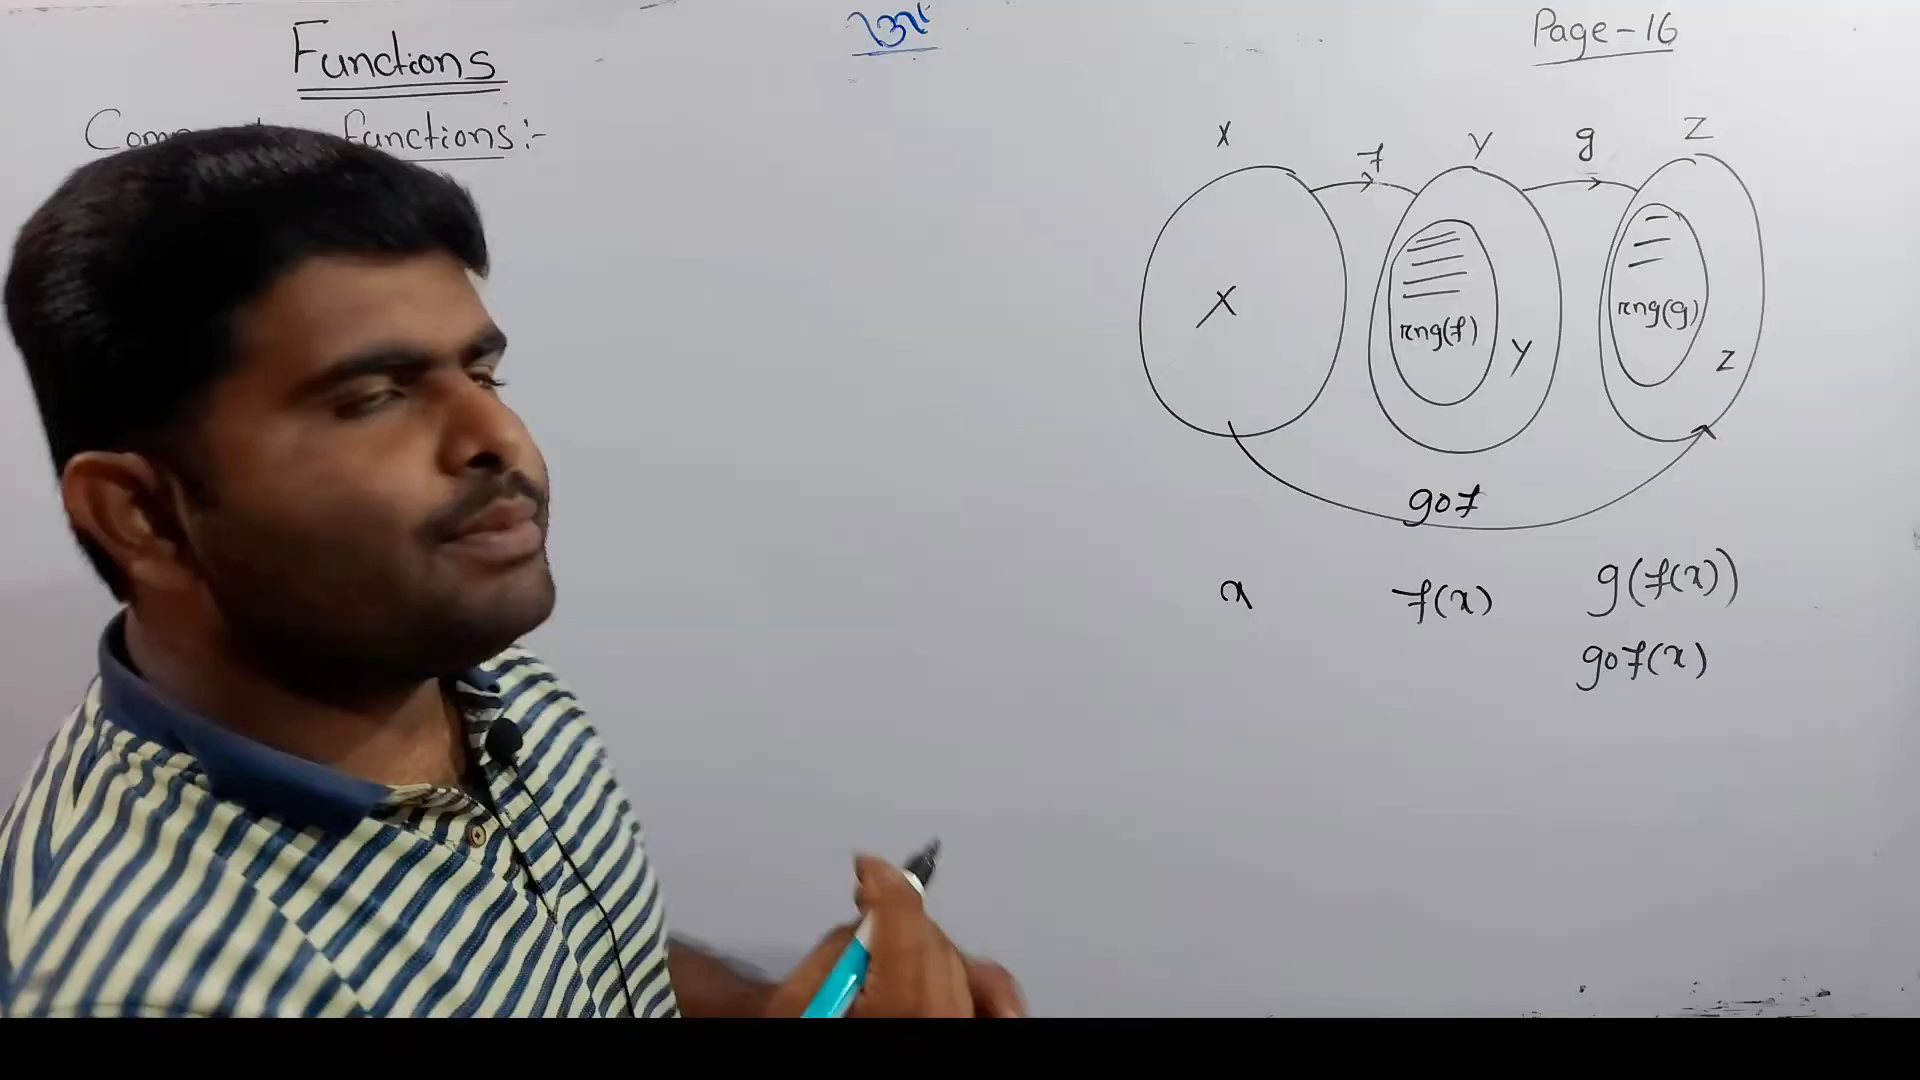 Functions
functions:-
Page-16
X f Y g Z
X
rng(f) Y
rng(g) Z
gof
x f(x) g(f(x))
gof(x)